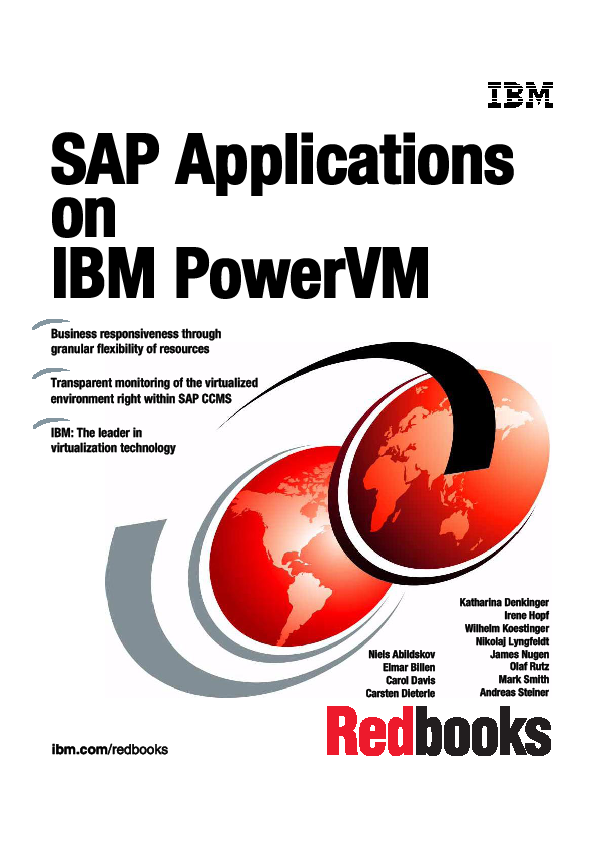 IBM
SAP Applications
on
IBM PowerVM
Business responsiveness through
granular flexibility of resources
Transparent monitoring of the virtualized
environment right within SAP CCMS
IBM: The leader in
virtualization technology
Niels Abildskov
Elmar Billen
Carol Davis
Carsten Dieterle
Katharina Denkinger
Irene Hopf
Wilhelm Koestinger
Nikolaj Lyngfeldt
James Nugen
Olaf Rutz
Mark Smith
Andreas Steiner
ibm.com/redbooks
Redbooks